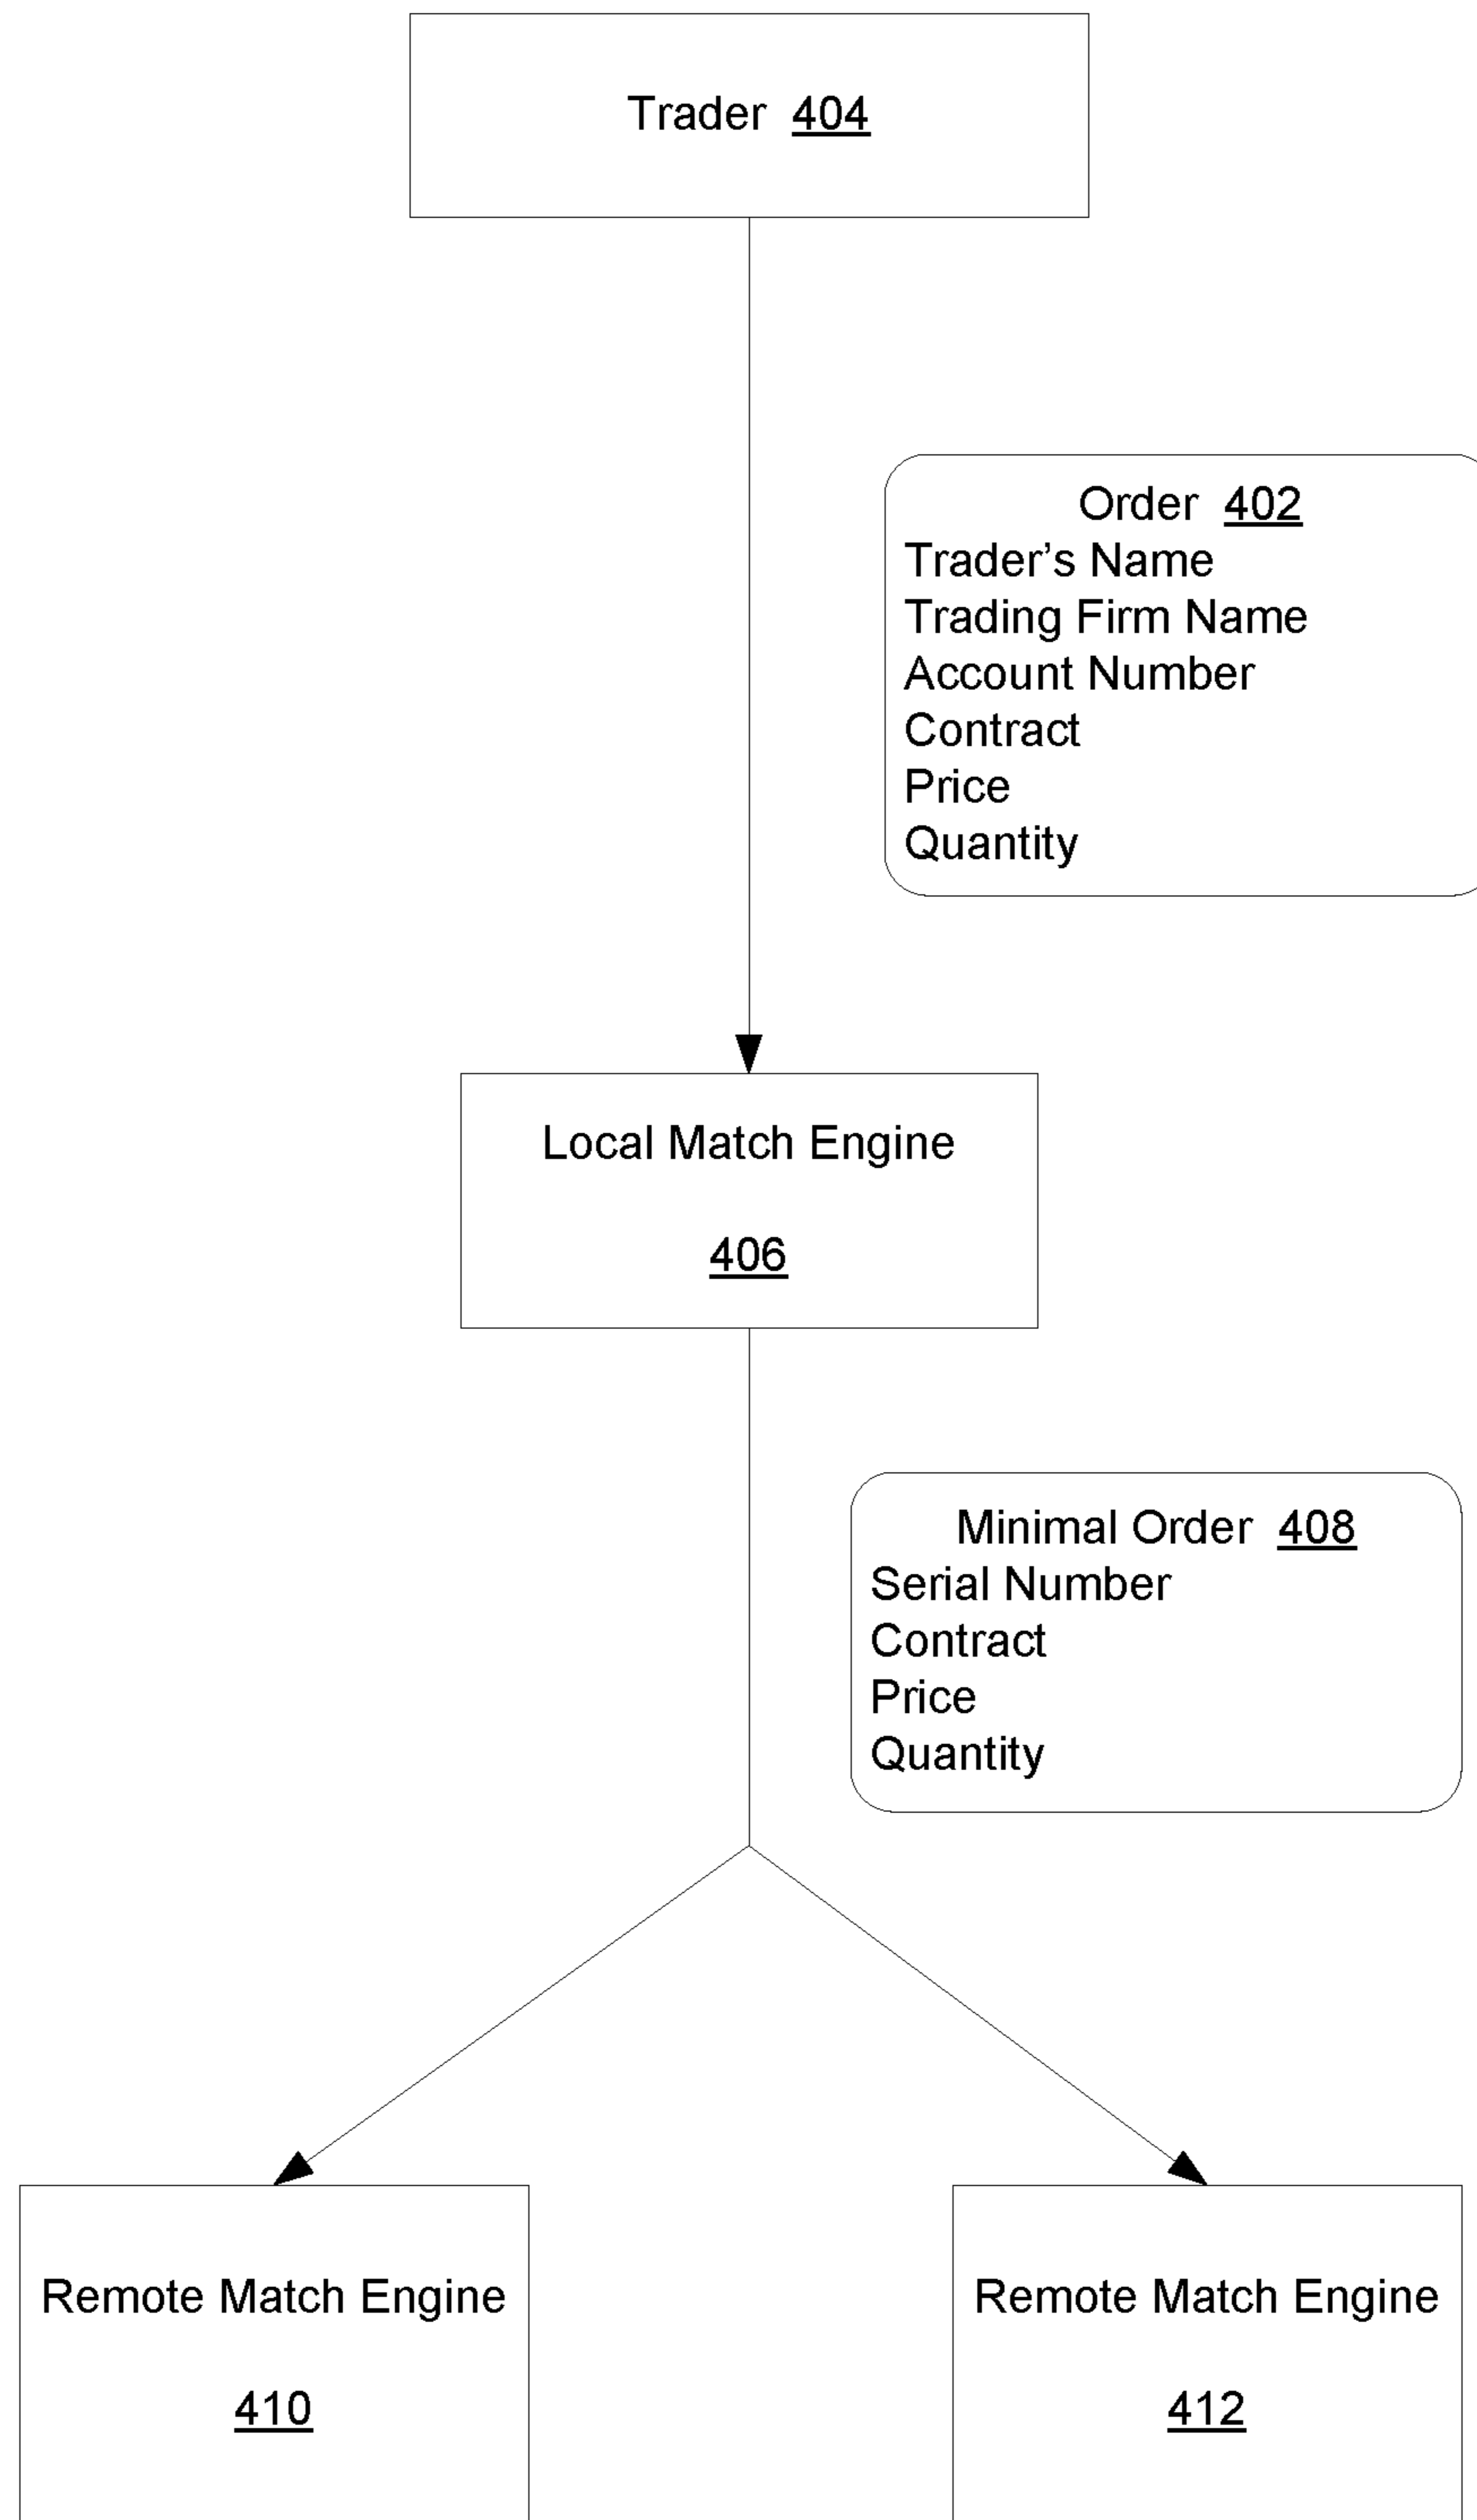 Trader 404
Order 402
Trader's Name
Trading Firm Name
Account Number
Contract
Price
Quantity
Local Match Engine
406
Minimal Order 408
Serial Number
Contract
Price
Quantity
Remote Match Engine
410
Remote Match Engine
412